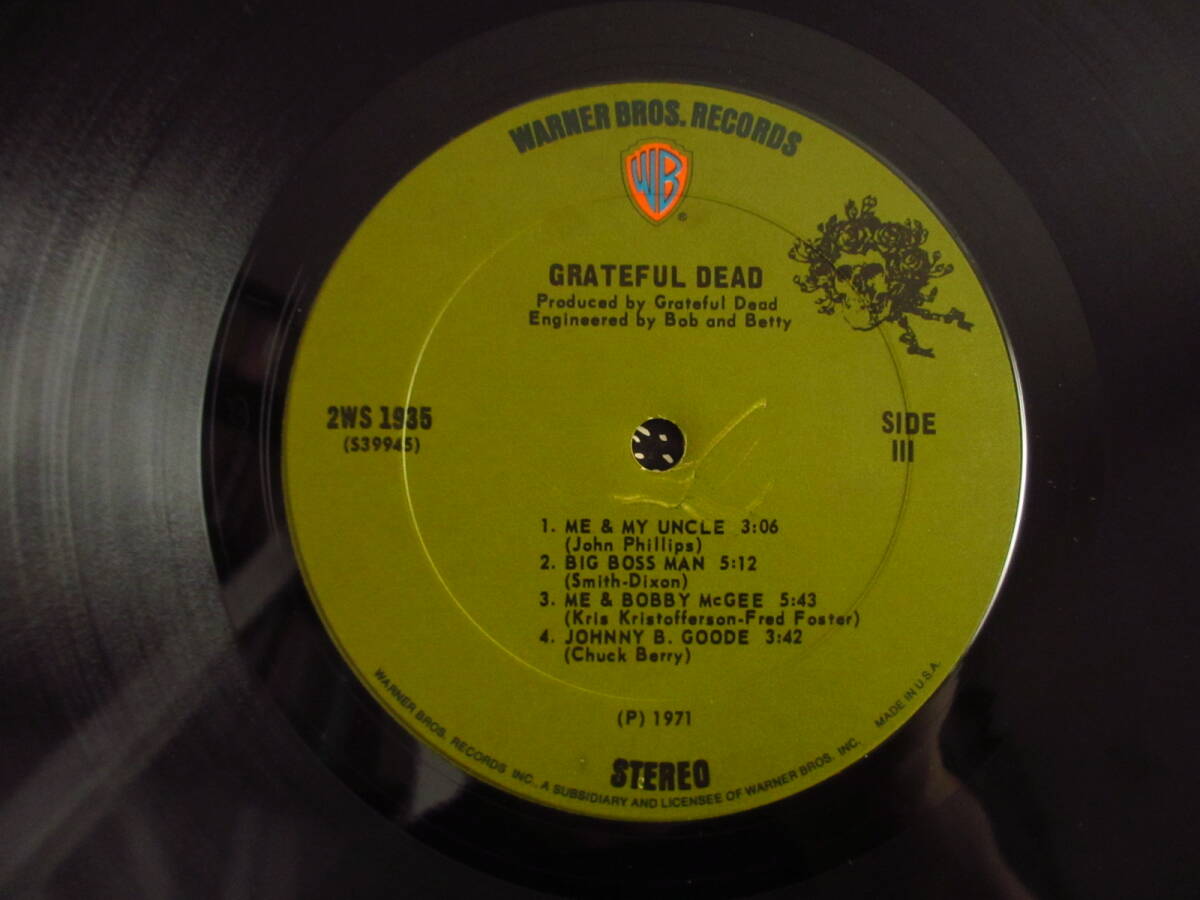 WARNER BROS. RECORDS
WB
®
GRATEFUL DEAD
Produced by Grateful Dead
Engineered by Bob and Betty
2WS 1935
(S39945)
SIDE
III
1. ME & MY UNCLE 3:06
(John Phillips)
2. BIG BOSS MAN 5:12
(Smith-Dixon)
3. ME & BOBBY McGEE 5:43
(Kris Kristofferson-Fred Foster)
4. JOHNNY B. GOODE 3:42
(Chuck Berry)
(P) 1971
STEREO
WARNER BROS. RECORDS INC., A SUBSIDIARY AND LICENSEE OF WARNER BROS. INC. MADE IN U.S.A.